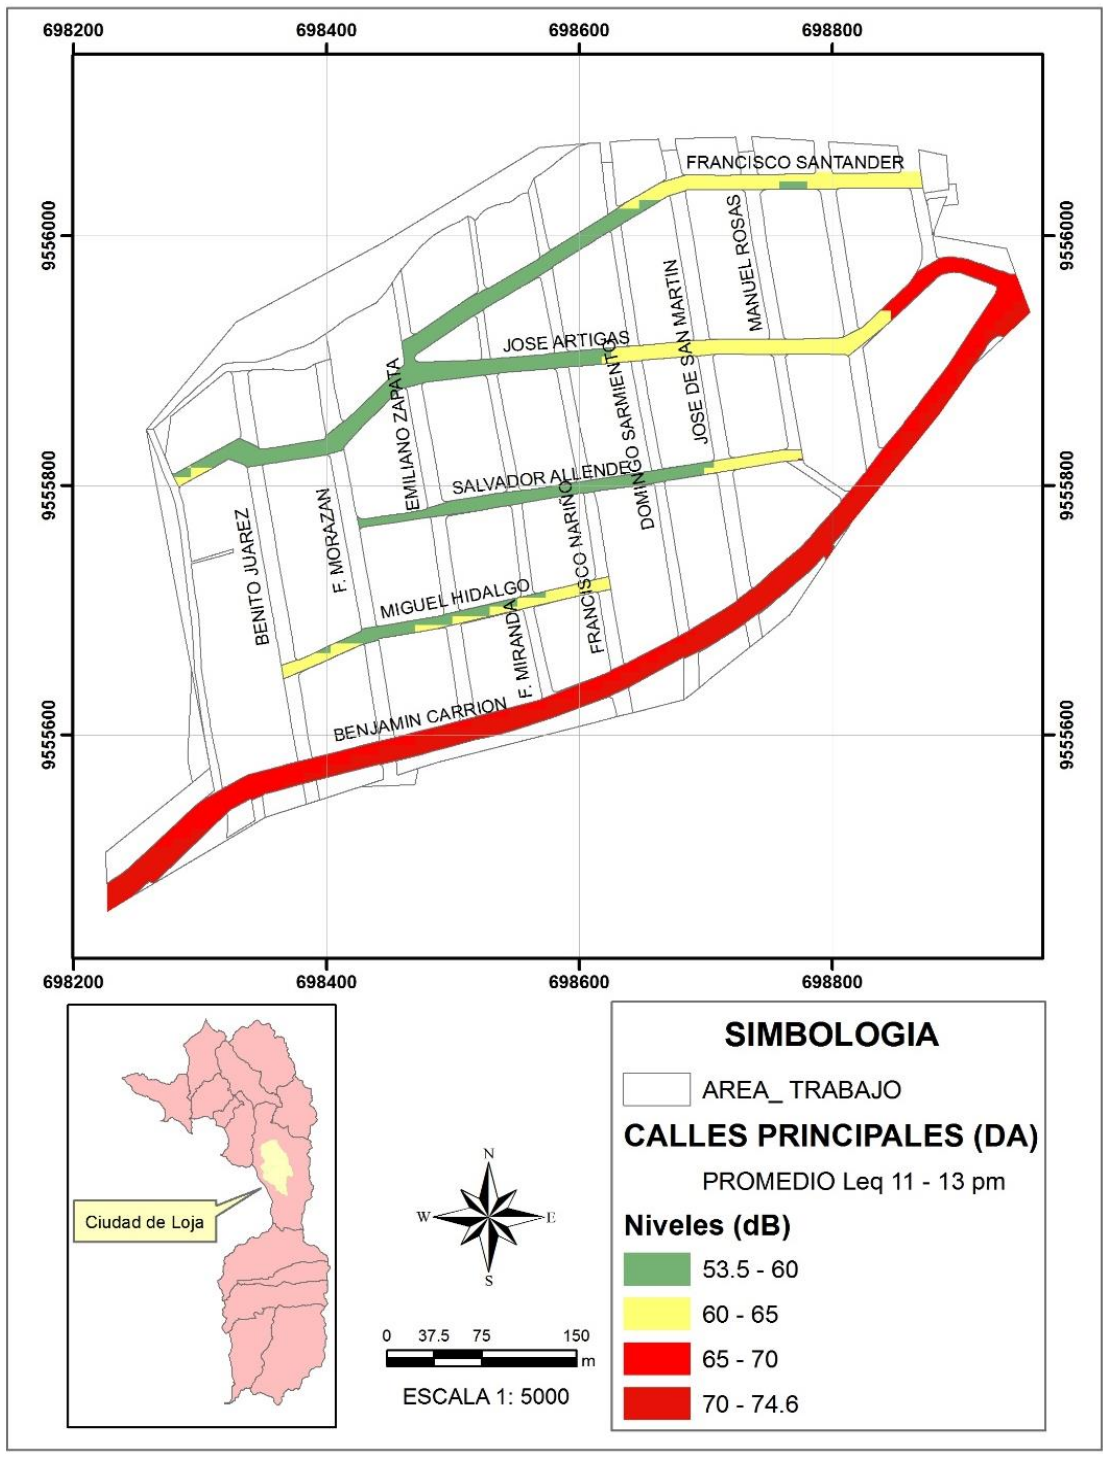 698200 698400 698600 698800
9556000
9556000
FRANCISCO SANTANDER
MANUEL ROSAS
JOSE DE SAN MARTIN
JOSE ARTIGAS
DOMINGO SARMIENTO
EMILIANO ZAPATA
9555800
9555800
SALVADOR ALLENDE
FRANCISCO NARIÑO
F. MORAZAN
BENITO JUAREZ
MIGUEL HIDALGO
F. MIRANDA
BENJAMIN CARRION
9555600
9555600
698200 698400 698600 698800
Ciudad de Loja
N
W E
S
0 37.5 75 150
m
ESCALA 1: 5000
SIMBOLOGIA
AREA_ TRABAJO
CALLES PRINCIPALES (DA)
PROMEDIO Leq 11 - 13 pm
Niveles (dB)
53.5 - 60
60 - 65
65 - 70
70 - 74.6